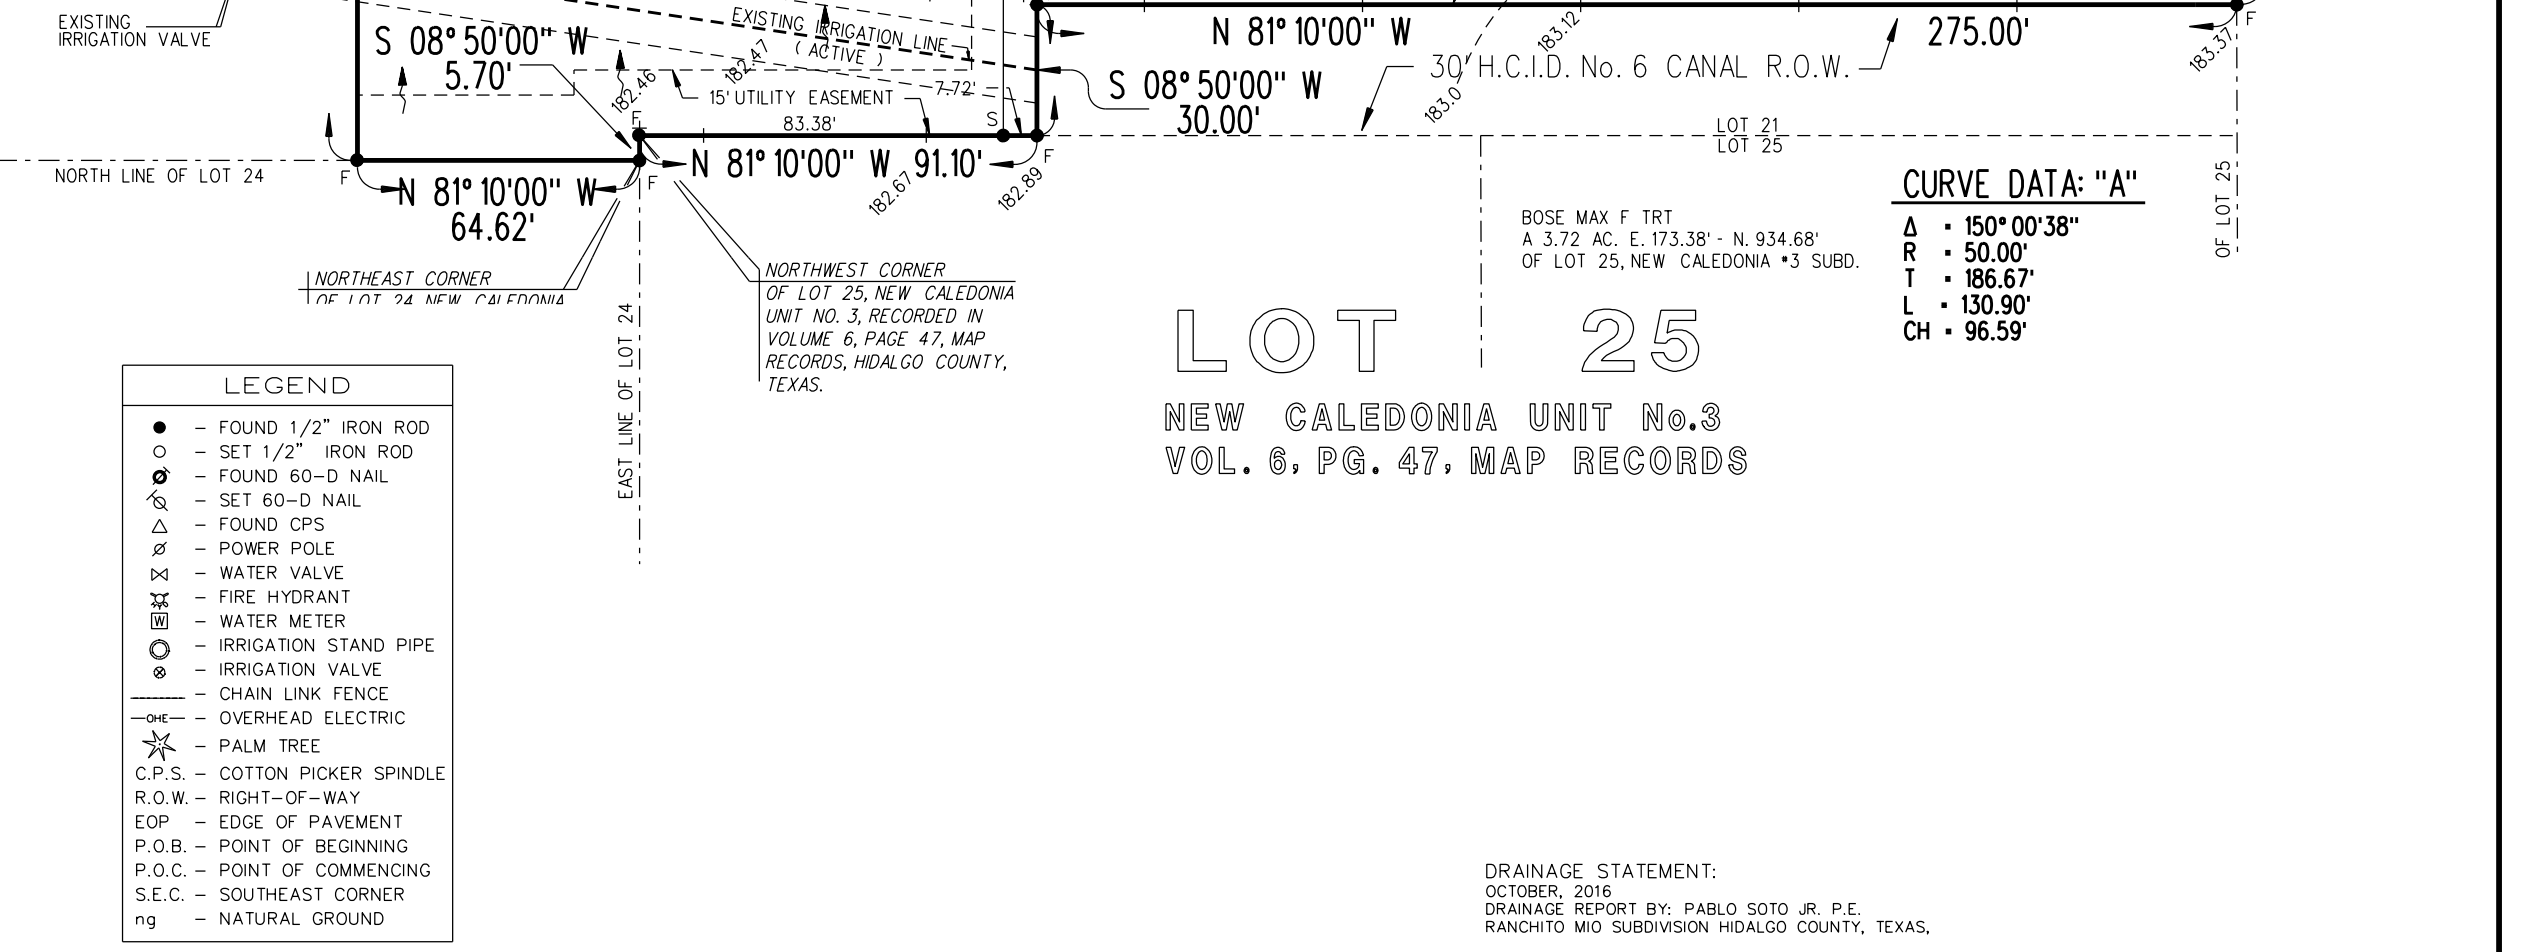 EXISTING
IRRIGATION VALVE
S 08°50'00" W
5.70'
EXISTING IRRIGATION LINE
( ACTIVE )
182.47
182.46
15' UTILITY EASEMENT
7.72'
83.38'
F
S
N 81°10'00" W
275.00'
183.12
F
183.37
30' H.C.I.D. No. 6 CANAL R.O.W.
183.0
S 08°50'00" W
30.00'
LOT 21
LOT 25
NORTH LINE OF LOT 24
F
N 81°10'00" W
64.62'
F
N 81°10'00" W 91.10'
F
182.67
182.89
OF LOT 25
CURVE DATA: "A"
Δ = 150°00'38"
R = 50.00'
T = 186.67'
L = 130.90'
CH = 96.59'
BOSE MAX F TRT
A 3.72 AC. E. 173.38' - N. 934.68'
OF LOT 25, NEW CALEDONIA #3 SUBD.
NORTHEAST CORNER
OF LOT 24 NEW CALEDONIA
NORTHWEST CORNER
OF LOT 25, NEW CALEDONIA
UNIT NO. 3, RECORDED IN
VOLUME 6, PAGE 47, MAP
RECORDS, HIDALGO COUNTY,
TEXAS.
EAST LINE OF LOT 24
LOT 25
NEW CALEDONIA UNIT No.3
VOL. 6, PG. 47, MAP RECORDS
LEGEND
– FOUND 1/2" IRON ROD
– SET 1/2" IRON ROD
– FOUND 60–D NAIL
– SET 60–D NAIL
– FOUND CPS
– POWER POLE
– WATER VALVE
– FIRE HYDRANT
W – WATER METER
– IRRIGATION STAND PIPE
– IRRIGATION VALVE
– CHAIN LINK FENCE
—OHE— – OVERHEAD ELECTRIC
– PALM TREE
C.P.S. – COTTON PICKER SPINDLE
R.O.W. – RIGHT–OF–WAY
EOP – EDGE OF PAVEMENT
P.O.B. – POINT OF BEGINNING
P.O.C. – POINT OF COMMENCING
S.E.C. – SOUTHEAST CORNER
ng – NATURAL GROUND
DRAINAGE STATEMENT:
OCTOBER, 2016
DRAINAGE REPORT BY: PABLO SOTO JR. P.E.
RANCHITO MIO SUBDIVISION HIDALGO COUNTY, TEXAS,